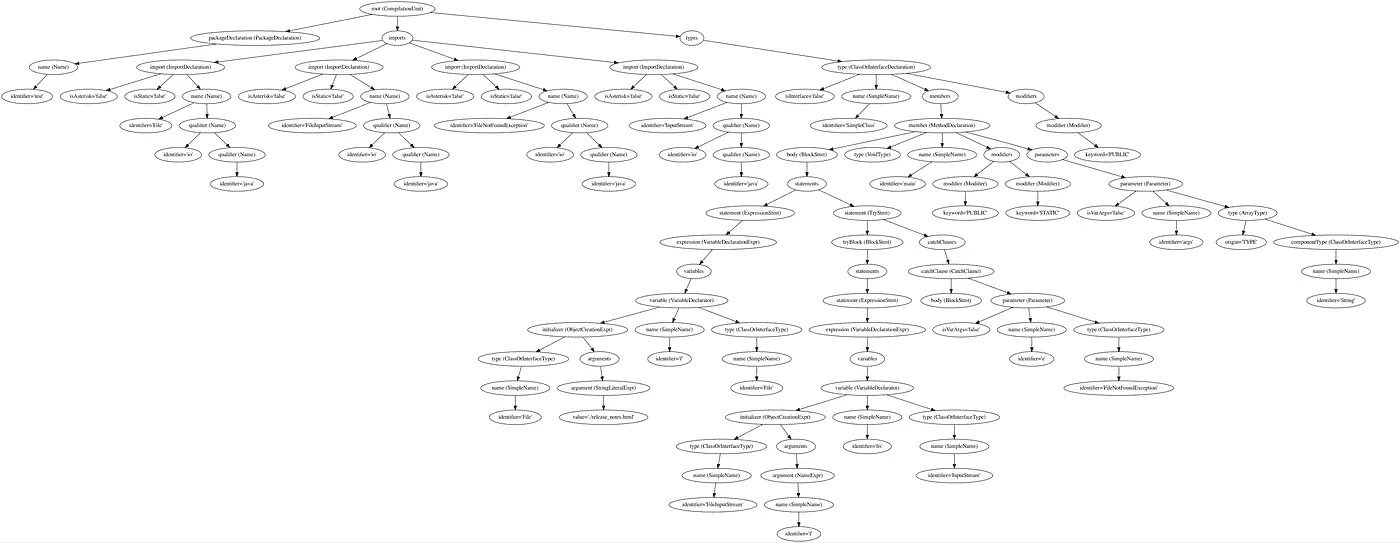 root (CompilationUnit)
packageDeclaration (PackageDeclaration)
imports
types
name (Name)
import (ImportDeclaration)
import (ImportDeclaration)
import (ImportDeclaration)
import (ImportDeclaration)
type (ClassOrInterfaceDeclaration)
identifier='test'
isAsterisk='false'
isStatic='false'
name (Name)
isAsterisk='false'
isStatic='false'
name (Name)
isAsterisk='false'
isStatic='false'
name (Name)
isAsterisk='false'
isStatic='false'
name (Name)
isInterface='false'
name (SimpleName)
members
modifiers
identifier='File'
qualifier (Name)
identifier='FileInputStream'
qualifier (Name)
identifier='FileNotFoundException'
qualifier (Name)
identifier='InputStream'
qualifier (Name)
identifier='SimpleClass'
member (MethodDeclaration)
modifier (Modifier)
identifier='io'
qualifier (Name)
identifier='io'
qualifier (Name)
identifier='io'
qualifier (Name)
identifier='io'
qualifier (Name)
body (BlockStmt)
type (VoidType)
name (SimpleName)
modifiers
parameters
keyword='PUBLIC'
identifier='java'
identifier='java'
identifier='java'
identifier='java'
statements
identifier='main'
modifier (Modifier)
modifier (Modifier)
parameter (Parameter)
statement (ExpressionStmt)
statement (TryStmt)
keyword='PUBLIC'
keyword='STATIC'
isVarArgs='false'
name (SimpleName)
type (ArrayType)
expression (VariableDeclarationExpr)
tryBlock (BlockStmt)
catchClauses
identifier='args'
origin='TYPE'
componentType (ClassOrInterfaceType)
variables
statements
catchClause (CatchClause)
name (SimpleName)
variable (VariableDeclarator)
statement (ExpressionStmt)
body (BlockStmt)
parameter (Parameter)
identifier='String'
initializer (ObjectCreationExpr)
name (SimpleName)
type (ClassOrInterfaceType)
expression (VariableDeclarationExpr)
isVarArgs='false'
name (SimpleName)
type (ClassOrInterfaceType)
type (ClassOrInterfaceType)
arguments
identifier='f'
name (SimpleName)
variables
identifier='e'
name (SimpleName)
name (SimpleName)
argument (StringLiteralExpr)
identifier='File'
variable (VariableDeclarator)
identifier='FileNotFoundException'
identifier='File'
value='./release_notes.html'
initializer (ObjectCreationExpr)
name (SimpleName)
type (ClassOrInterfaceType)
type (ClassOrInterfaceType)
arguments
identifier='fis'
name (SimpleName)
name (SimpleName)
argument (NameExpr)
identifier='InputStream'
identifier='FileInputStream'
name (SimpleName)
identifier='f'